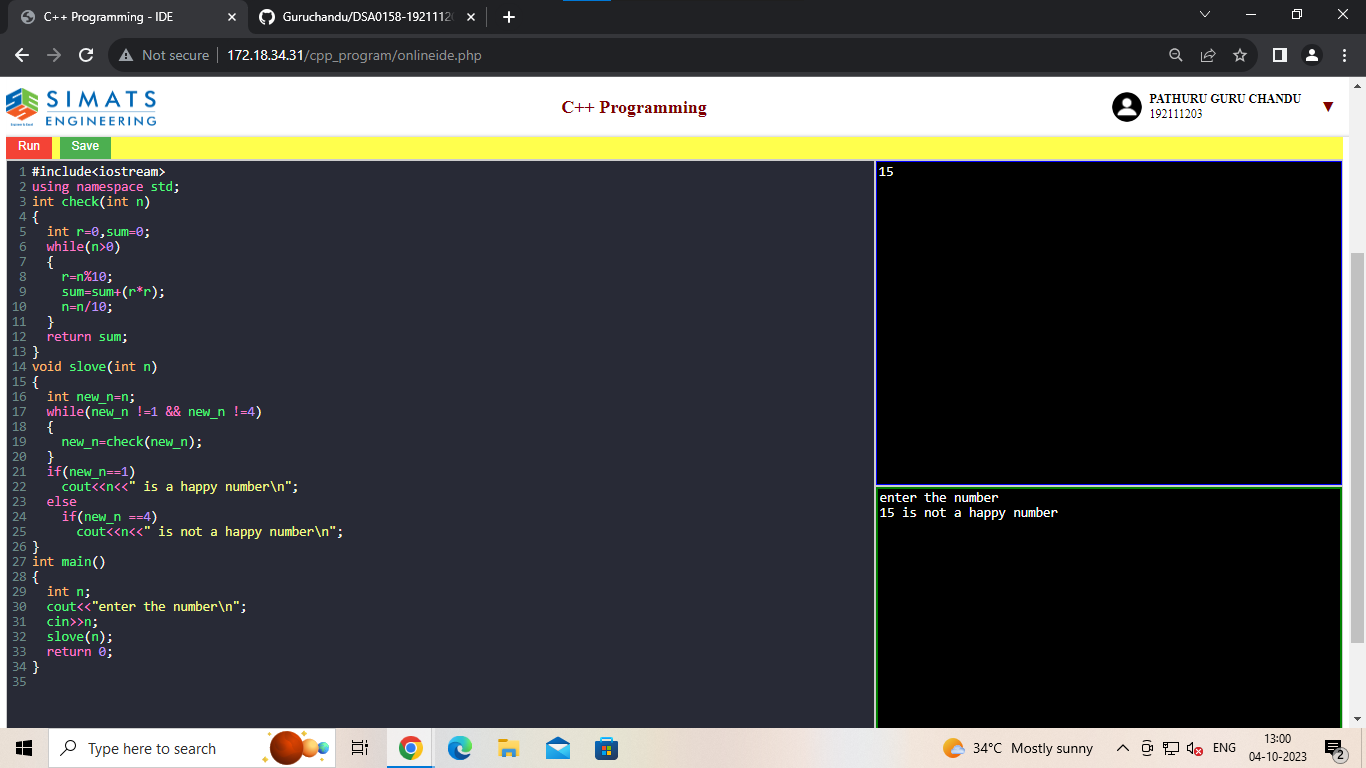 C++ Programming - IDE
Guruchandu/DSA0158-1921112
Not secure
172.18.34.31/cpp_program/onlineide.php
SIMATS
ENGINEERING
C++ Programming
PATHURU GURU CHANDU
192111203
Run
Save
1 #include<iostream>
2 using namespace std;
3 int check(int n)
4 {
5   int r=0,sum=0;
6   while(n>0)
7   {
8     r=n%10;
9     sum=sum+(r*r);
10     n=n/10;
11   }
12   return sum;
13 }
14 void slove(int n)
15 {
16   int new_n=n;
17   while(new_n !=1 && new_n !=4)
18   {
19     new_n=check(new_n);
20   }
21   if(new_n==1)
22     cout<<n<<" is a happy number\n";
23   else
24     if(new_n ==4)
25       cout<<n<<" is not a happy number\n";
26 }
27 int main()
28 {
29   int n;
30   cout<<"enter the number\n";
31   cin>>n;
32   slove(n);
33   return 0;
34 }
35
15
enter the number
15 is not a happy number
Type here to search
34°C Mostly sunny
ENG
13:00
04-10-2023
2